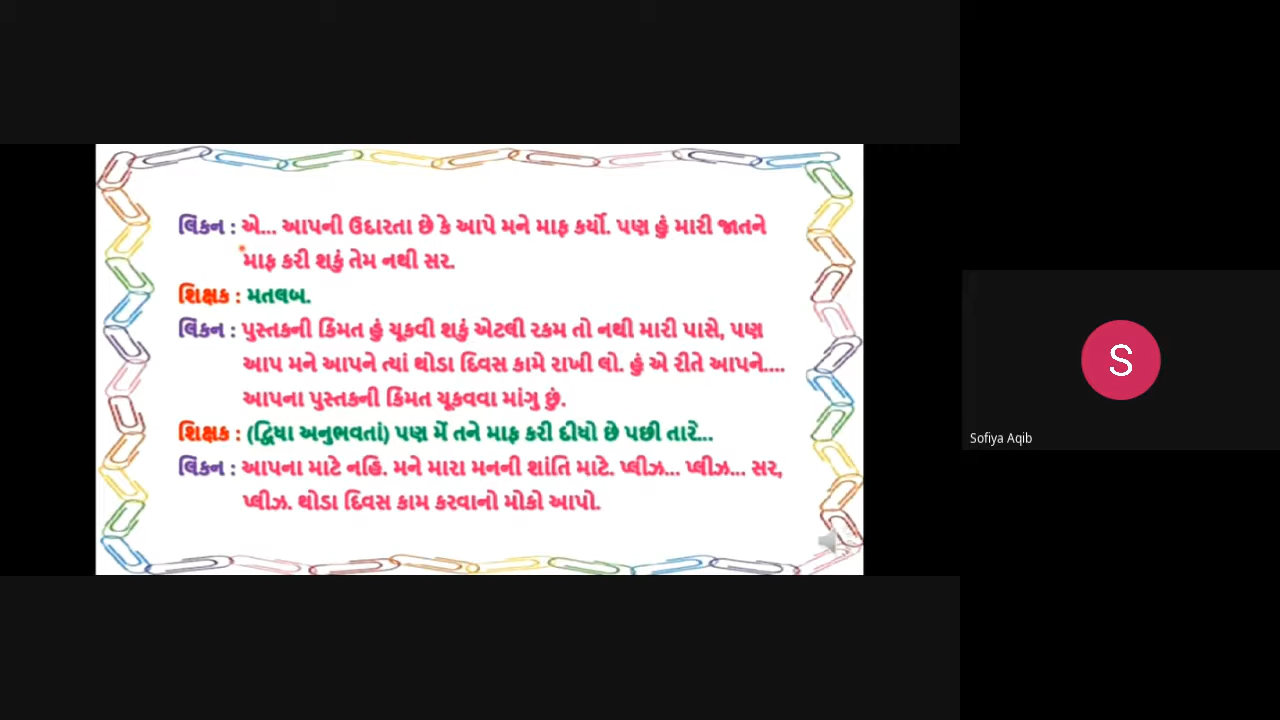 લિંકન : એ... આપની ઉદારતા છે કે આપે મને માફ કર્યો. પણ હું મારી જાતને
માફ કરી શકું તેમ નથી સર.
શિક્ષક : મતલબ.
લિંકન : પુસ્તકની કિંમત હું ચૂકવી શકું એટલી રકમ તો નથી મારી પાસે, પણ
આપ મને આપને ત્યાં થોડા દિવસ કામે રાખી લો. હું એ રીતે આપને....
આપના પુસ્તકની કિંમત ચૂકવવા માંગુ છું.
શિક્ષક : (દ્વિધા અનુભવતાં) પણ મેં તને માફ કરી દીધો છે પછી તારે...
લિંકન : આપના માટે નહિ. મને મારા મનની શાંતિ માટે. પ્લીઝ... પ્લીઝ... સર,
પ્લીઝ. થોડા દિવસ કામ કરવાનો મોકો આપો.
S
Sofiya Aqib